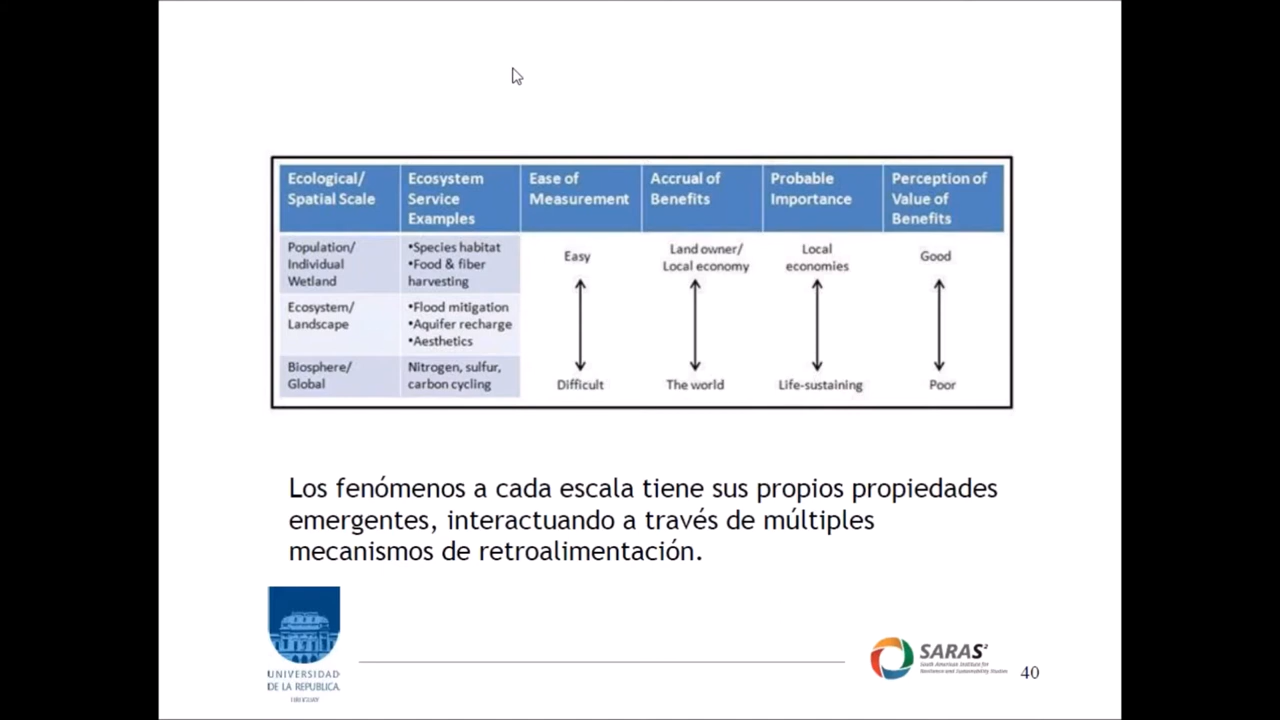 Ecological/ Spatial Scale
Ecosystem Service Examples
Ease of Measurement
Accrual of Benefits
Probable Importance
Perception of Value of Benefits
Population/ Individual Wetland
•Species habitat
•Food & fiber harvesting
Easy
Land owner/ Local economy
Local economies
Good
Ecosystem/ Landscape
•Flood mitigation
•Aquifer recharge
•Aesthetics
Biosphere/ Global
Nitrogen, sulfur, carbon cycling
Difficult
The world
Life-sustaining
Poor
Los fenómenos a cada escala tiene sus propios propiedades
emergentes, interactuando a través de múltiples
mecanismos de retroalimentación.
UNIVERSIDAD
DE LA REPUBLICA
URUGUAY
SARAS²
South American Institute for
Resilience and Sustainability Studies
40